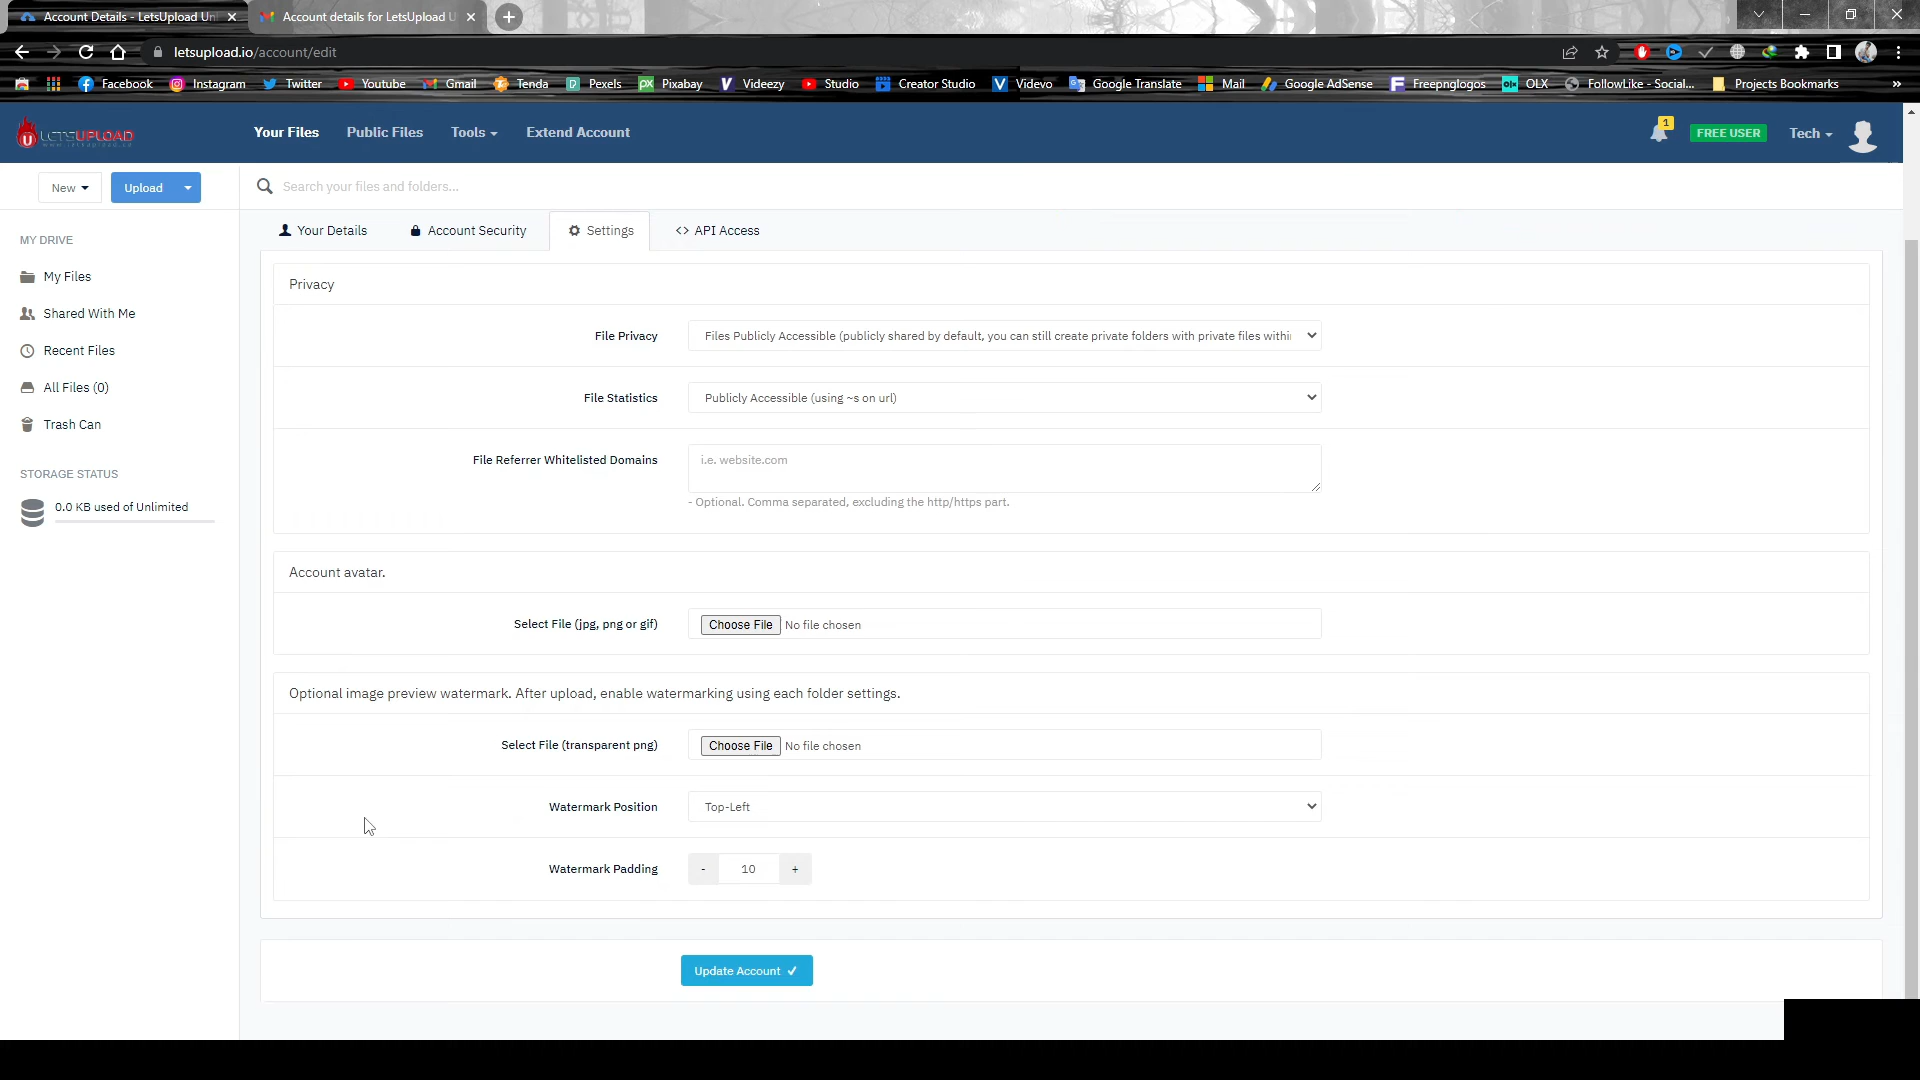 Account Details - LetsUpload Un
Account details for LetsUpload U
letsupload.io/account/edit
Facebook Instagram Twitter Youtube Gmail Tenda Pexels Pixabay Videezy Studio Creator Studio Videvo Google Translate Mail Google AdSense Freepnglogos OLX FollowLike - Social... Projects Bookmarks »
LETSUPLOAD
Your Files Public Files Tools Extend Account 1 FREE USER Tech
New Upload Search your files and folders...
MY DRIVE
My Files
Shared With Me
Recent Files
All Files (0)
Trash Can
STORAGE STATUS
0.0 KB used of Unlimited
Your Details Account Security Settings <> API Access
Privacy
File Privacy Files Publicly Accessible (publicly shared by default, you can still create private folders with private files withi
File Statistics Publicly Accessible (using ~s on url)
File Referrer Whitelisted Domains i.e. website.com
- Optional. Comma separated, excluding the http/https part.
Account avatar.
Select File (jpg, png or gif) Choose File No file chosen
Optional image preview watermark. After upload, enable watermarking using each folder settings.
Select File (transparent png) Choose File No file chosen
Watermark Position Top-Left
Watermark Padding - 10 +
Update Account